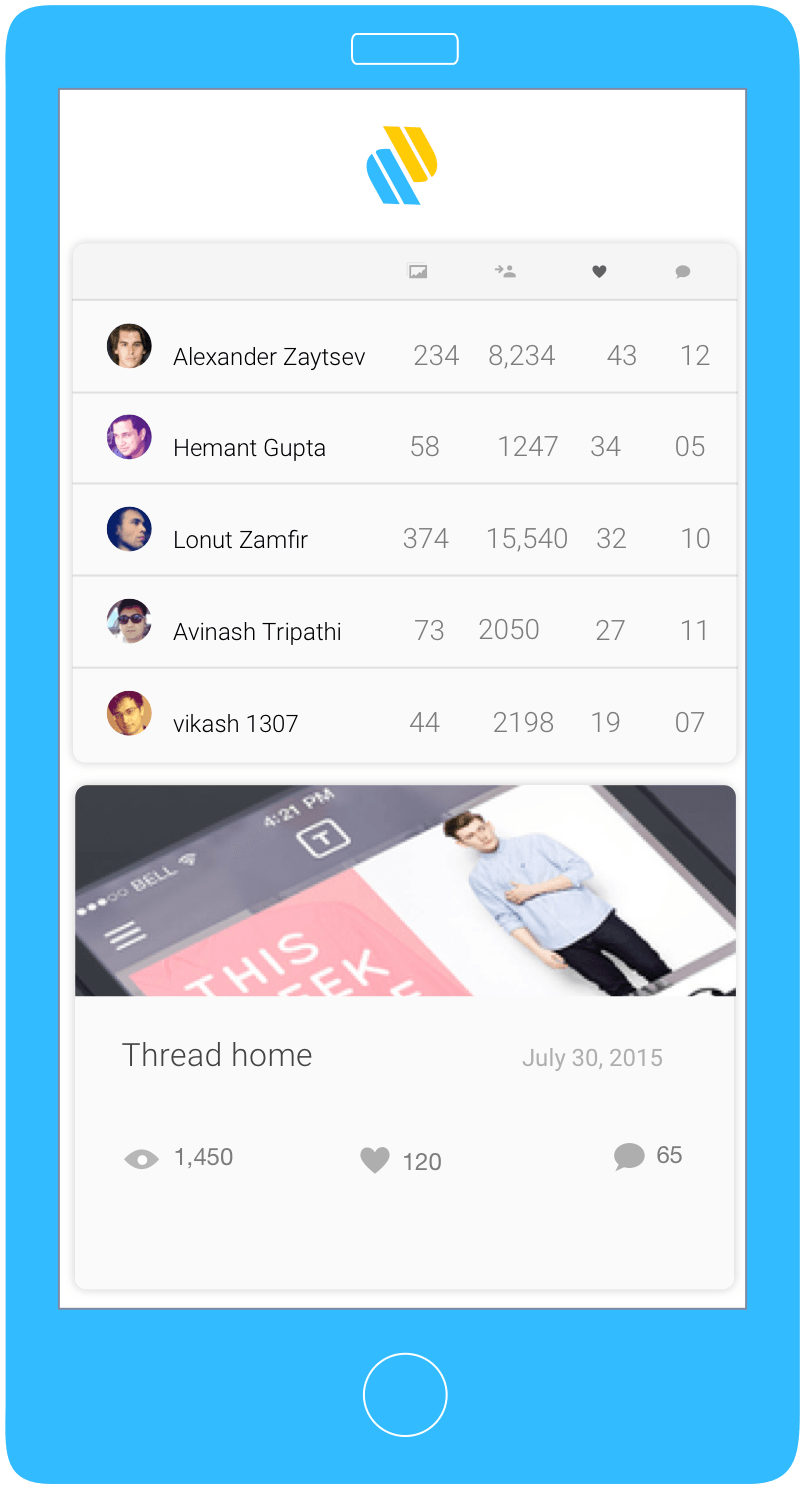 Alexander Zaytsev 234 8,234 43 12
Hemant Gupta 58 1247 34 05
Lonut Zamfir 374 15,540 32 10
Avinash Tripathi 73 2050 27 11
vikash 1307 44 2198 19 07
4:21 PM
T
BELL
THIS
EEK
Thread home July 30, 2015
1,450 120 65